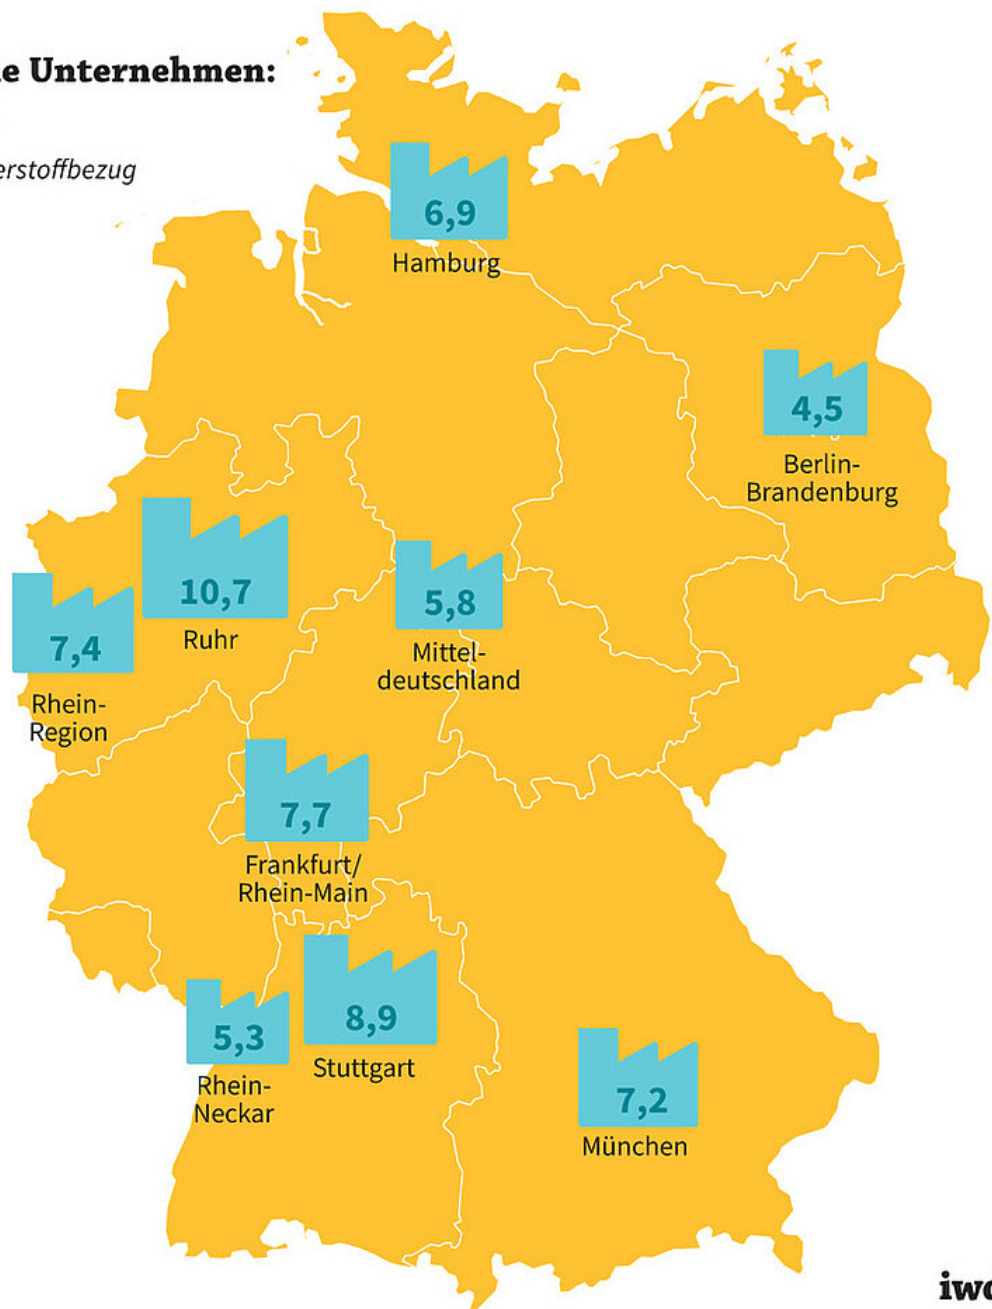 e Unternehmen:
erstoffbezug
6,9
Hamburg
4,5
Berlin-
Brandenburg
10,7
Ruhr
7,4
Rhein-
Region
5,8
Mittel-
deutschland
7,7
Frankfurt/
Rhein-Main
8,9
Stuttgart
5,3
Rhein-
Neckar
7,2
München
iwd